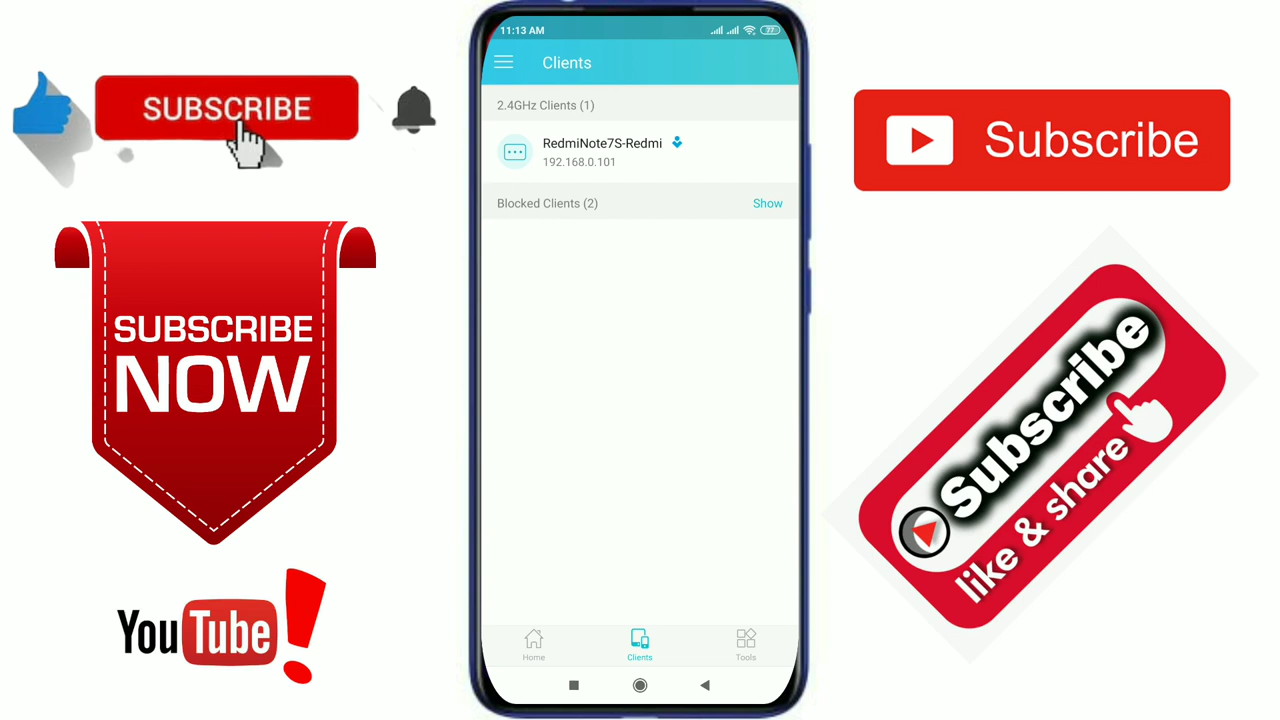 SUBSCRIBE
SUBSCRIBE
NOW
YouTube
11:13 AM
77
Clients
2.4GHz Clients (1)
RedmiNote7S-Redmi
192.168.0.101
Blocked Clients (2)
Show
Home
Clients
Tools
Subscribe
Subscribe
like & share